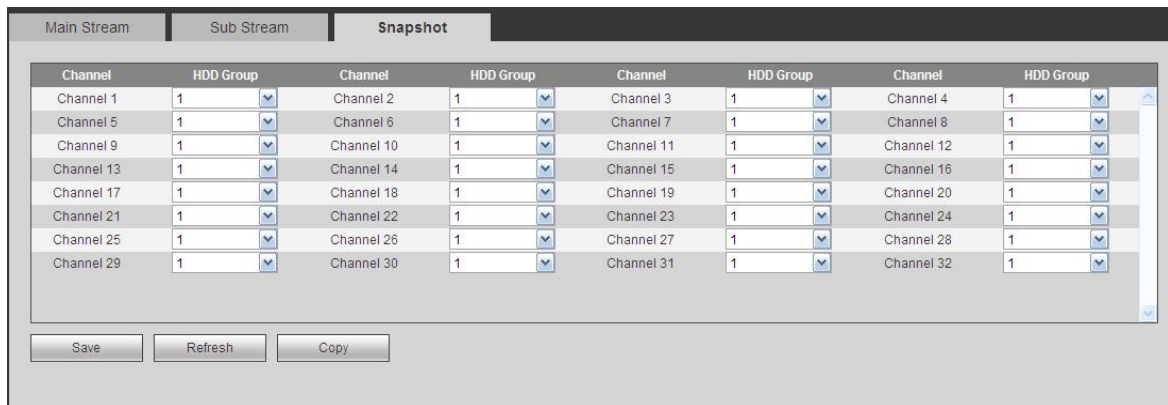 Main Stream Sub Stream Snapshot
Channel HDD Group Channel HDD Group Channel HDD Group Channel HDD Group
Channel 1 1 Channel 2 1 Channel 3 1 Channel 4 1
Channel 5 1 Channel 6 1 Channel 7 1 Channel 8 1
Channel 9 1 Channel 10 1 Channel 11 1 Channel 12 1
Channel 13 1 Channel 14 1 Channel 15 1 Channel 16 1
Channel 17 1 Channel 18 1 Channel 19 1 Channel 20 1
Channel 21 1 Channel 22 1 Channel 23 1 Channel 24 1
Channel 25 1 Channel 26 1 Channel 27 1 Channel 28 1
Channel 29 1 Channel 30 1 Channel 31 1 Channel 32 1
Save Refresh Copy